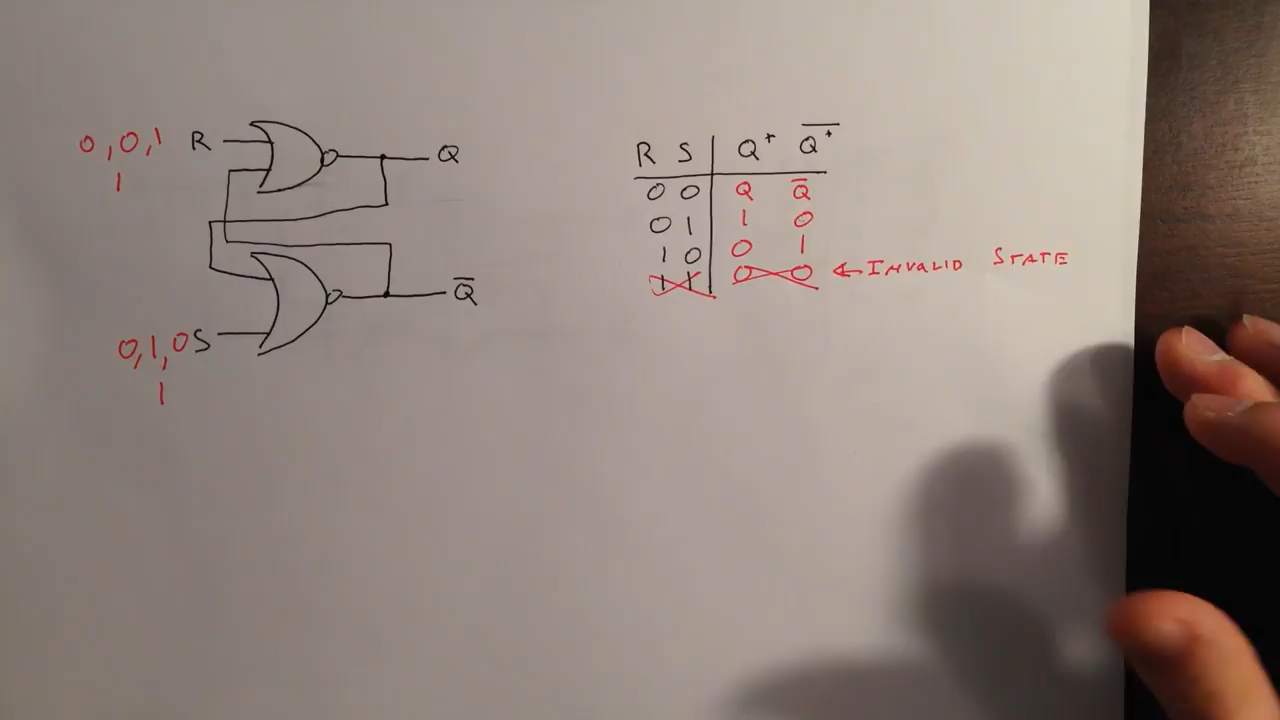 0,0,1 R Q
1
Q̅
0,1,0 S
1
R S Q⁺ Q̅⁺
0 0 Q Q̅
0 1 1 0
1 0 0 1
1 1 0 0 ← INVALID STATE